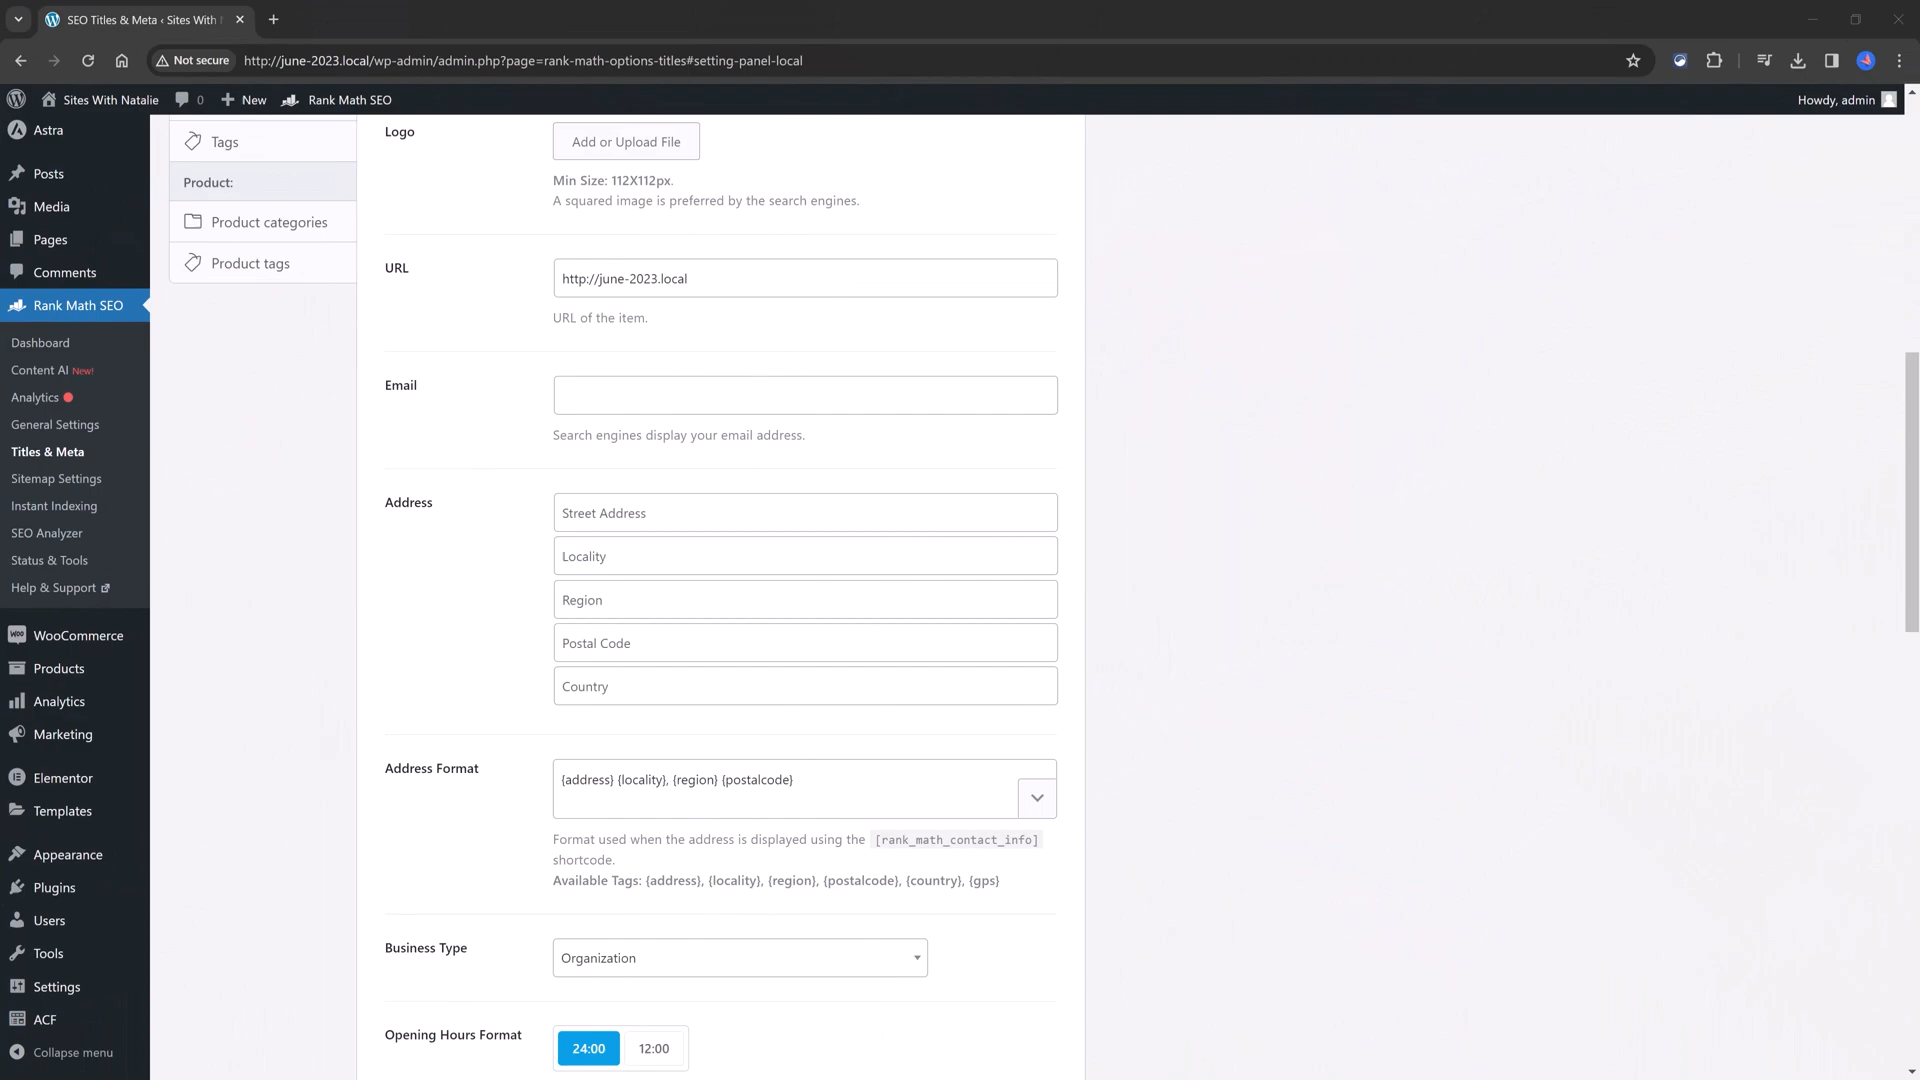 SEO Titles & Meta ‹ Sites With
Not secure
http://june-2023.local/wp-admin/admin.php?page=rank-math-options-titles#setting-panel-local
Sites With Natalie
0
New
Rank Math SEO
Howdy, admin
Astra
Posts
Media
Pages
Comments
Rank Math SEO
Dashboard
Content AI New!
Analytics
General Settings
Titles & Meta
Sitemap Settings
Instant Indexing
SEO Analyzer
Status & Tools
Help & Support
WooCommerce
Products
Analytics
Marketing
Elementor
Templates
Appearance
Plugins
Users
Tools
Settings
ACF
Collapse menu
Tags
Product:
Product categories
Product tags
Logo
Add or Upload File
Min Size: 112X112px.
A squared image is preferred by the search engines.
URL
http://june-2023.local
URL of the item.
Email
Search engines display your email address.
Address
Street Address
Locality
Region
Postal Code
Country
Address Format
{address} {locality}, {region} {postalcode}
Format used when the address is displayed using the [rank_math_contact_info]
shortcode.
Available Tags: {address}, {locality}, {region}, {postalcode}, {country}, {gps}
Business Type
Organization
Opening Hours Format
24:00
12:00